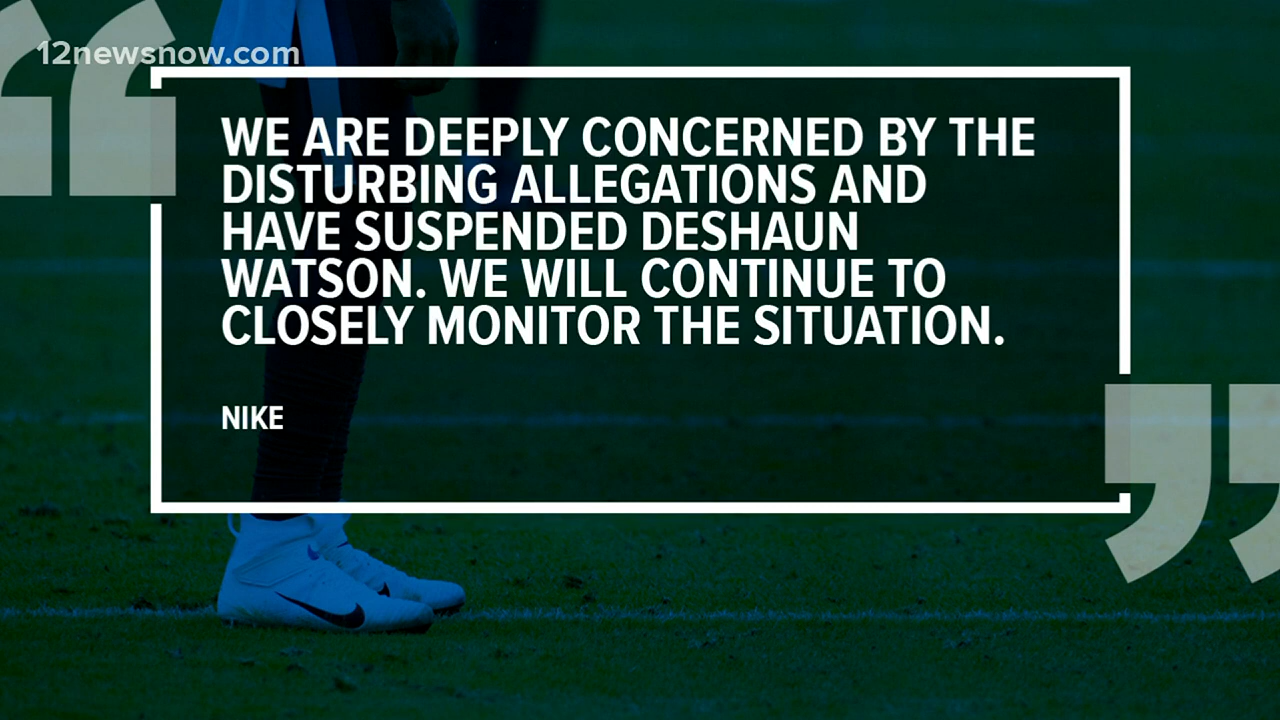 12newsnow.com
WE ARE DEEPLY CONCERNED BY THE
DISTURBING ALLEGATIONS AND
HAVE SUSPENDED DESHAUN
WATSON. WE WILL CONTINUE TO
CLOSELY MONITOR THE SITUATION.
NIKE